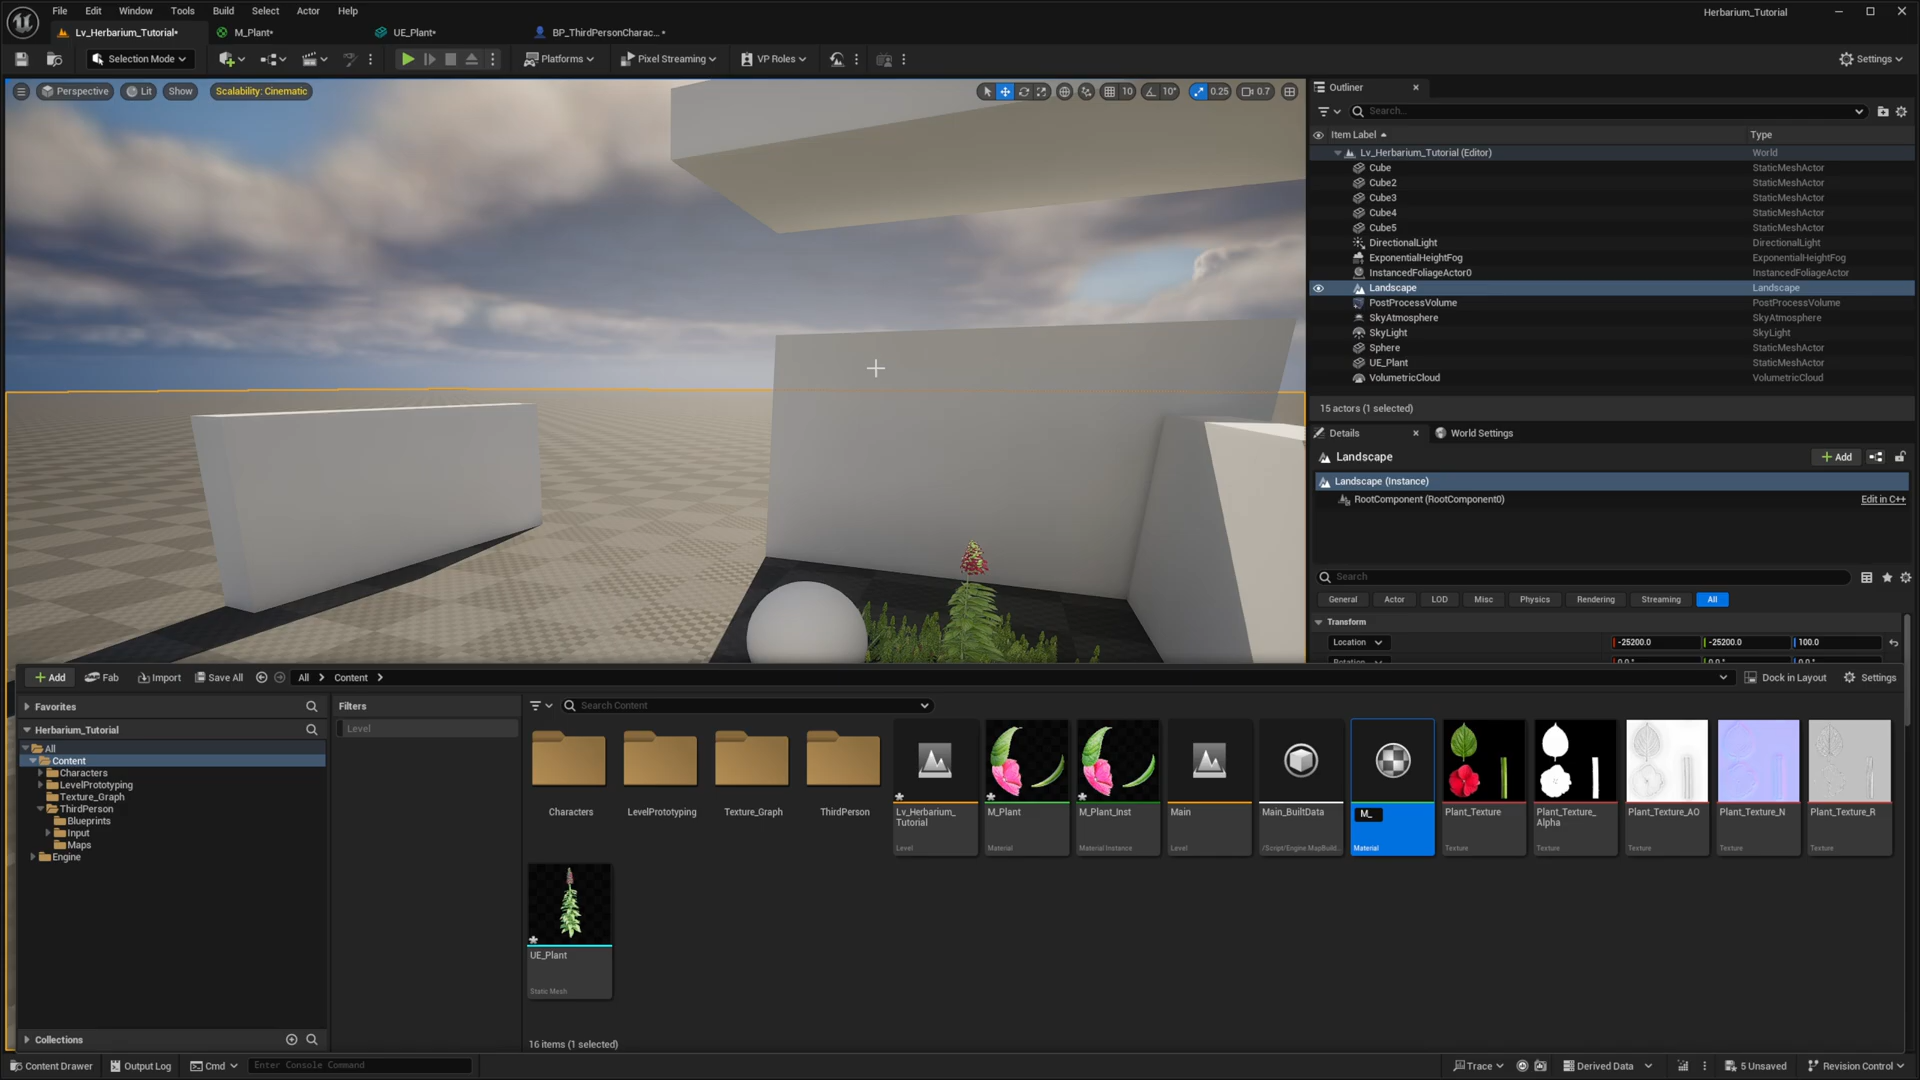 File Edit Window Tools Build Select Actor Help
Herbarium_Tutorial
Lv_Herbarium_Tutorial*
M_Plant*
UE_Plant*
BP_ThirdPersonCharac...*
Selection Mode
Platforms
Pixel Streaming
VP Roles
Settings
Perspective
Lit
Show
Scalability: Cinematic
10
10°
0.25
0.7
Outliner
Search...
Item Label
Type
Lv_Herbarium_Tutorial (Editor) World
Cube StaticMeshActor
Cube2 StaticMeshActor
Cube3 StaticMeshActor
Cube4 StaticMeshActor
Cube5 StaticMeshActor
DirectionalLight DirectionalLight
ExponentialHeightFog ExponentialHeightFog
InstancedFoliageActor0 InstancedFoliageActor
Landscape Landscape
PostProcessVolume PostProcessVolume
SkyAtmosphere SkyAtmosphere
SkyLight SkyLight
Sphere StaticMeshActor
UE_Plant StaticMeshActor
VolumetricCloud VolumetricCloud
15 actors (1 selected)
Details
World Settings
Landscape
Add
Landscape (Instance)
RootComponent (RootComponent0)
Edit in C++
Search
General Actor LOD Misc Physics Rendering Streaming All
Transform
Location -25200.0 -25200.0 100.0
Add
Fab
Import
Save All
All
Content
Dock in Layout
Settings
Favorites
Herbarium_Tutorial
All
Content
Characters
LevelPrototyping
Texture_Graph
ThirdPerson
Blueprints
Input
Maps
Engine
Collections
Filters
Level
Search Content
Characters
LevelPrototyping
Texture_Graph
ThirdPerson
Lv_Herbarium_
Tutorial
Level
M_Plant
Material
M_Plant_Inst
Material Instance
Main
Level
Main_BuiltData
/Script/Engine.MapBuild...
M_
Material
Plant_Texture
Texture
Plant_Texture_
Alpha
Texture
Plant_Texture_AO
Texture
Plant_Texture_N
Texture
Plant_Texture_R
Texture
UE_Plant
Static Mesh
16 items (1 selected)
Content Drawer
Output Log
Cmd
Enter Console Command
Trace
Derived Data
5 Unsaved
Revision Control